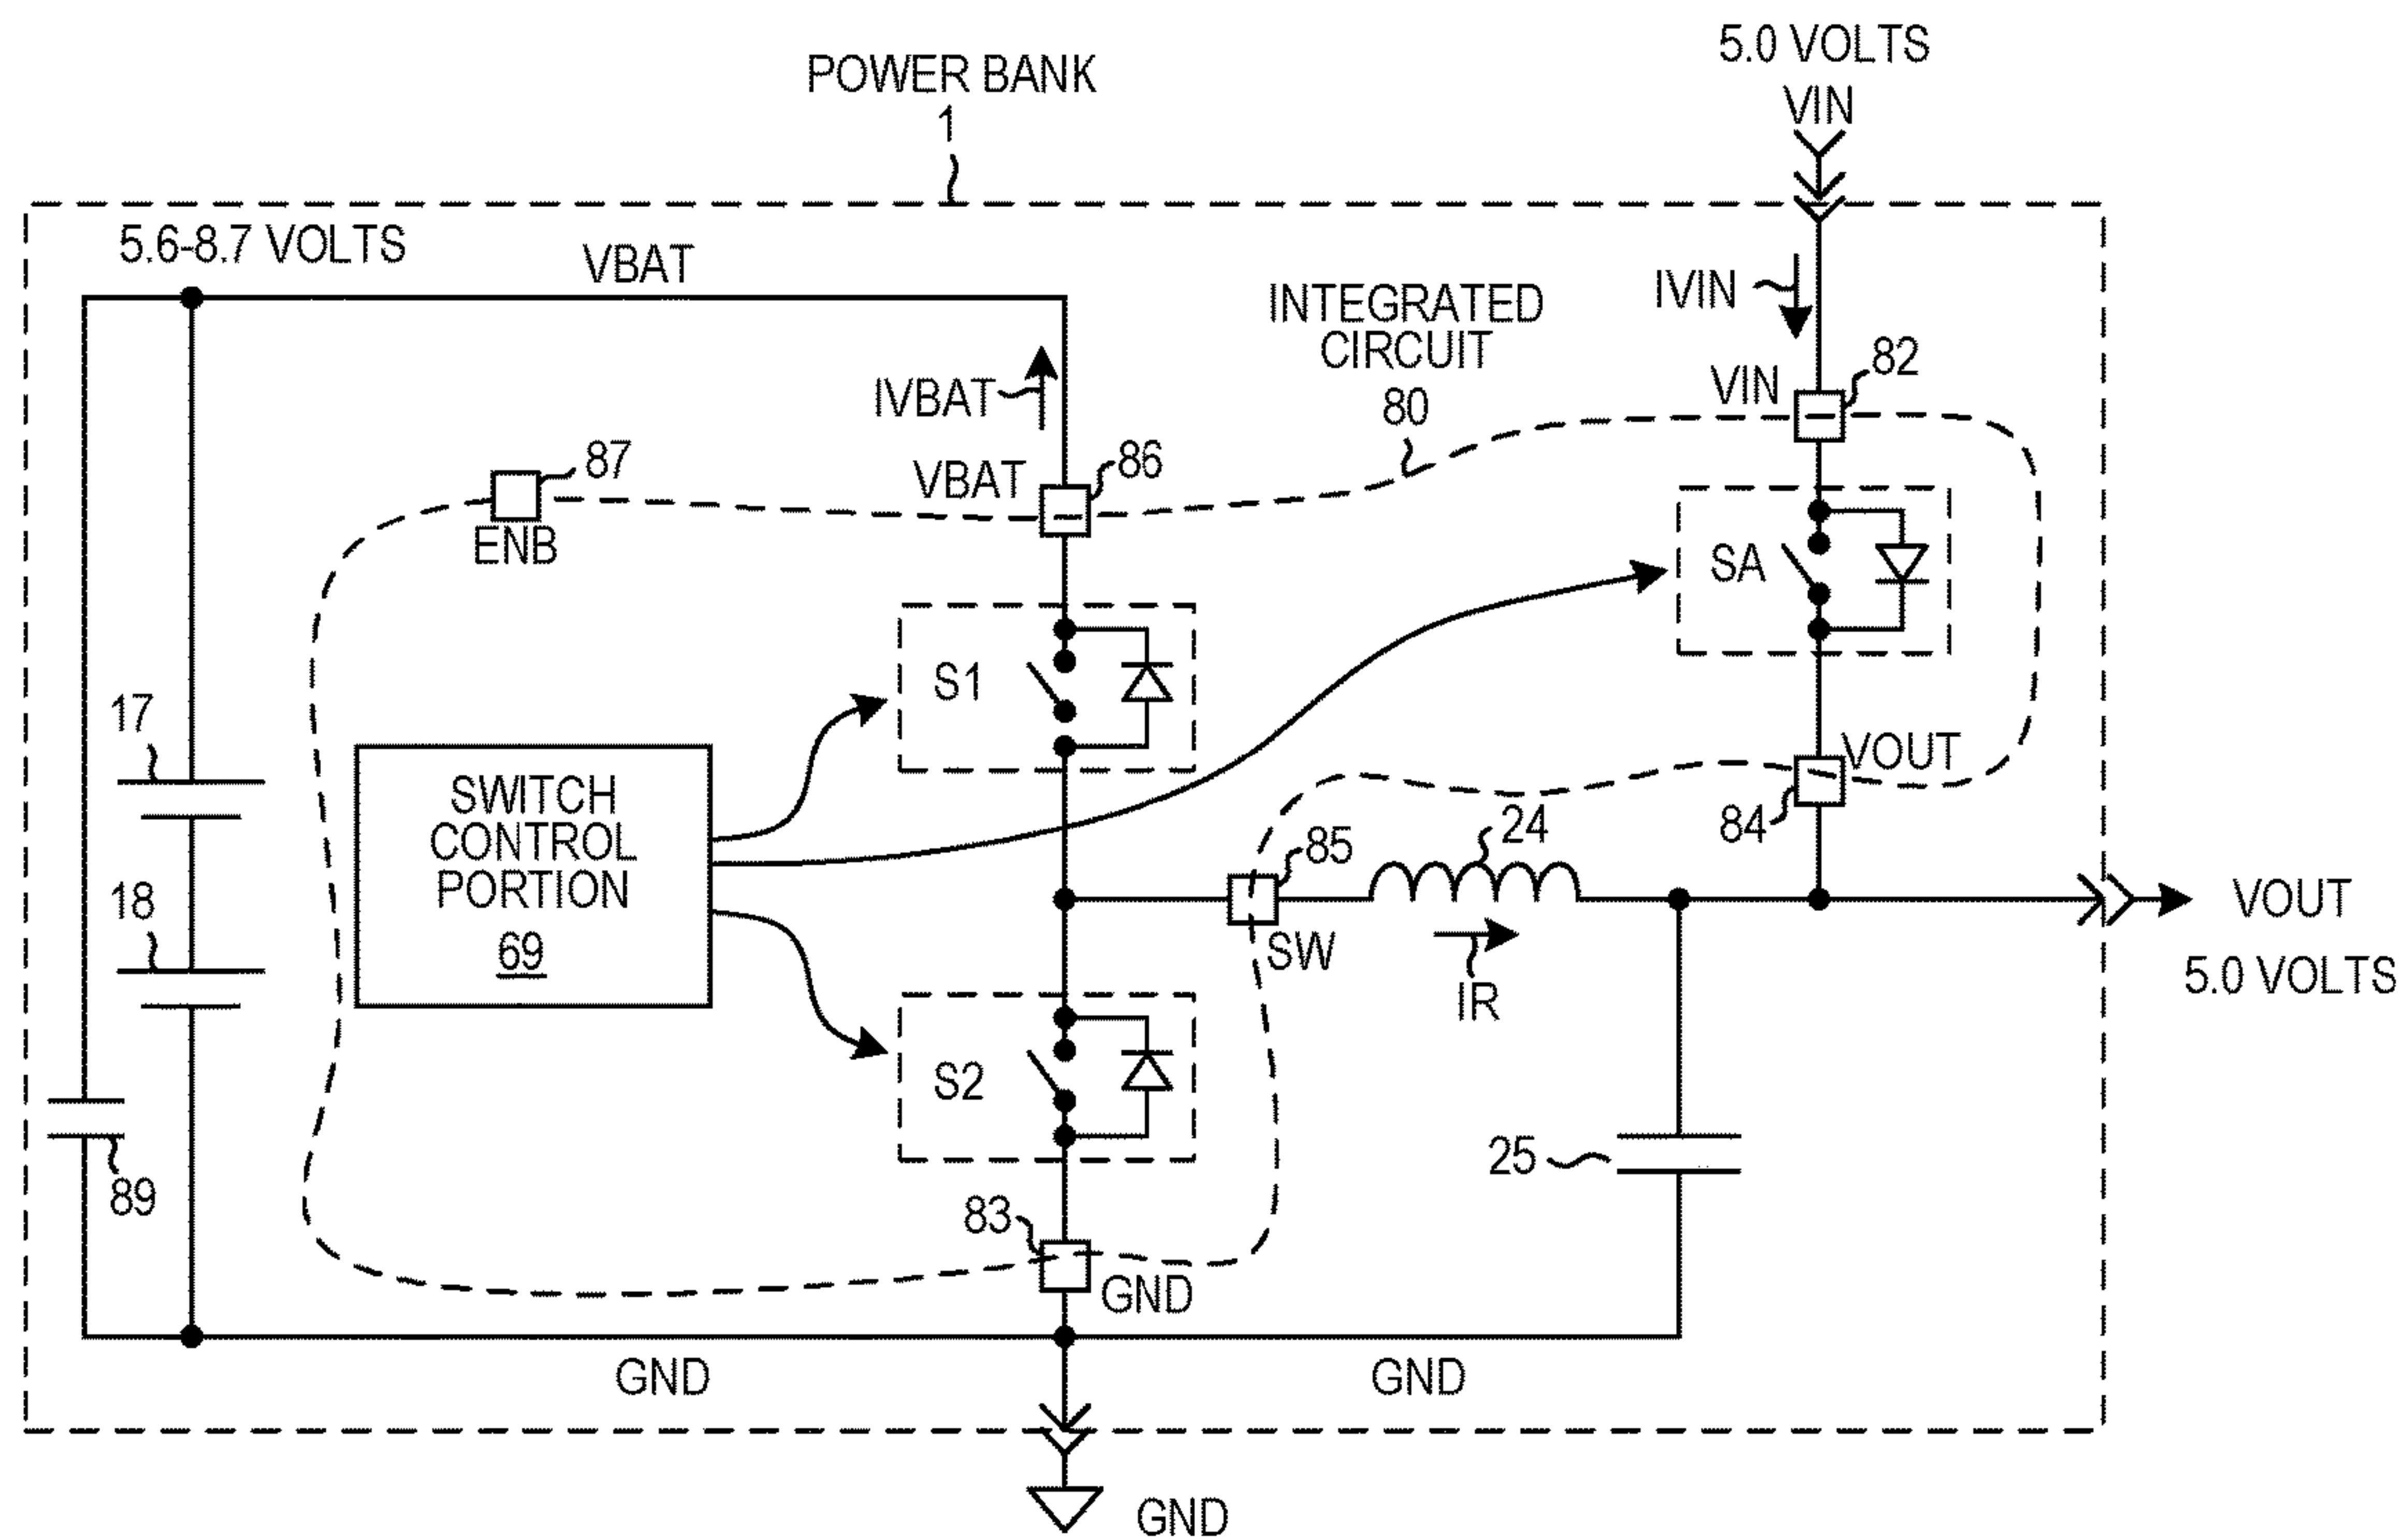 5.0 VOLTS
VIN
POWER BANK
1
5.6-8.7 VOLTS
VBAT
INTEGRATED
CIRCUIT
80
IVIN
IVBAT
VIN
82
87
ENB
VBAT
86
SA
S1
17
SWITCH
CONTROL
PORTION
69
VOUT
84
24
85
SW
IR
18
VOUT
5.0 VOLTS
S2
25
89
83
GND
GND
GND
GND